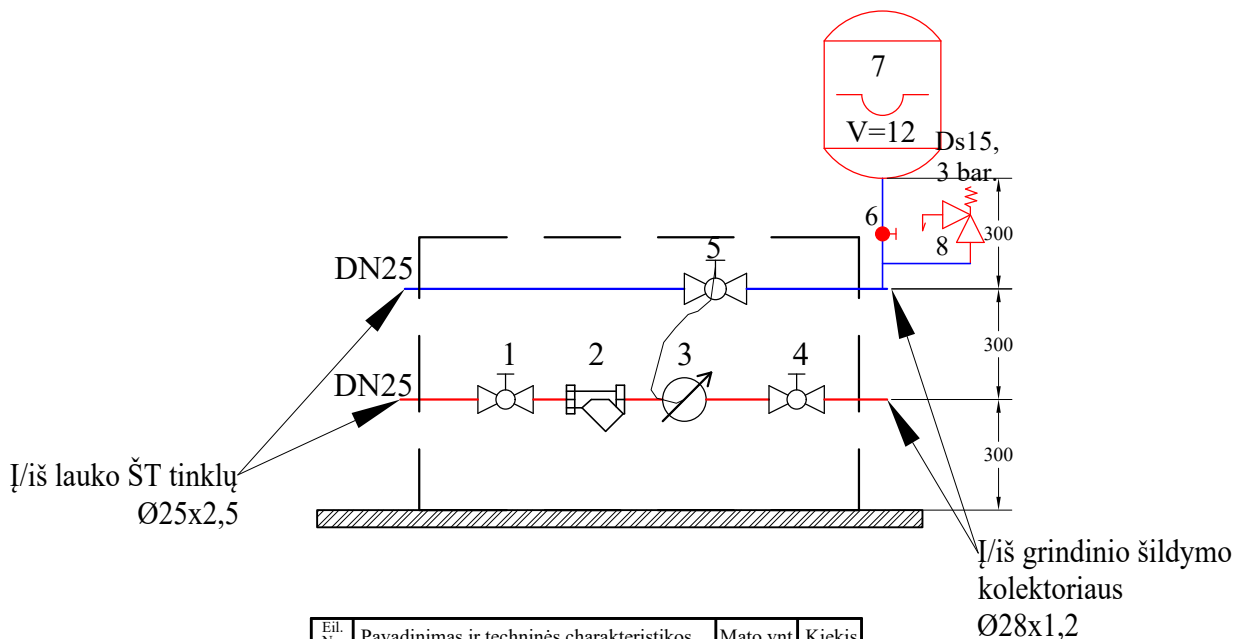 7
V=12
Ds15,
3 bar.
6
8
300
5
DN25
300
1
2
3
4
DN25
300
Į/iš lauko ŠT tinklų
Ø25x2,5
Į/iš grindinio šildymo
kolektoriaus
Ø28x1,2
Eil.
Pavadinimas ir techninės charakteristikos
Mato vnt
Kiekis